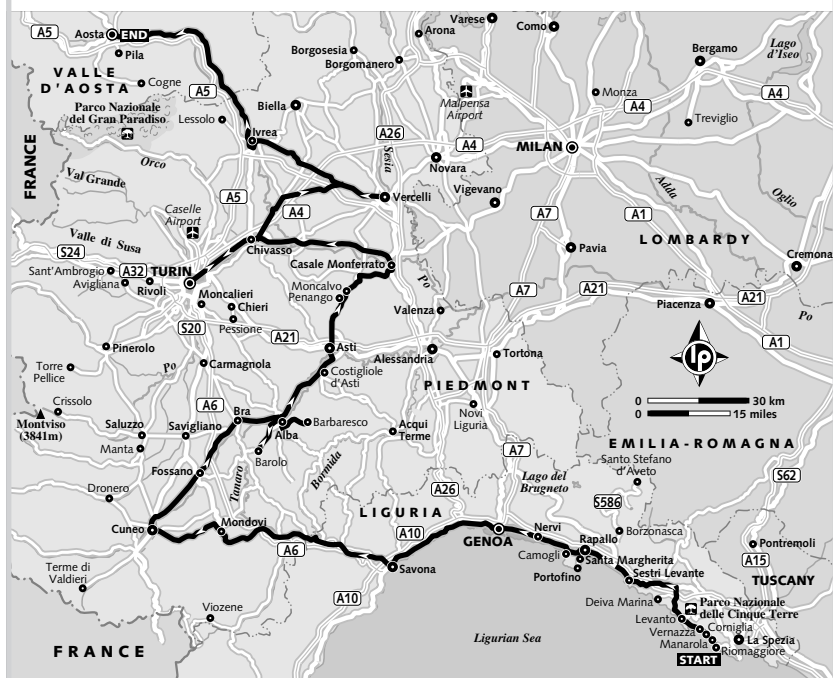 A5
Aosta
END
Pila
Cogne
VALLE
D'AOSTA
Parco Nazionale
del Gran Paradiso
Lessolo
A5
Ivrea
Biella
Borgosesia
Borgomanero
Arona
Varese
Como
Malpensa
Airport
A26
Sesia
A4
Novara
Vercelli
Vigevano
MILAN
Monza
A4
Bergamo
Lago
d'Iseo
A4
Treviglio
Adda
Oglio
A1
LOMBARDY
Cremona
FRANCE
Orco
Val Grande
Caselle
Airport
A5
A4
Chivasso
Valle di Susa
S24
Sant'Ambrogio
Avigliana
A32
Rivoli
TURIN
Moncalieri
Chieri
Pessione
S20
Casale Monferrato
Moncalvo
Penango
Po
Valenza
A7
Pavia
A7
A21
Piacenza
A21
Po
A1
A21
Asti
Alessandria
Tortona
Costigliole
d'Asti
PIEDMONT
Novi
Liguria
Pinerolo
Torre
Pellice
Po
Carmagnola
Crissolo
Montviso
(3841m)
Saluzzo
Manta
Savigliano
A6
Bra
Alba
Barbaresco
Barolo
Acqui
Terme
Fossano
Tanaro
Bormida
Dronero
Cuneo
Mondovi
A6
Terme di
Valdieri
Viozene
FRANCE
lp
0 30 km
0 15 miles
EMILIA-ROMAGNA
Santo Stefano
d'Aveto
A7
Lago del
Brugneto
A26
S586
S62
LIGURIA
A10
GENOA
Nervi
Rapallo
Borzonasca
Camogli
Santa Margherita
Portofino
Sestri Levante
Savona
A10
Pontremoli
A15
TUSCANY
Deiva Marina
Parco Nazionale
delle Cinque Terre
Levanto
Corniglia
Vernazza
La Spezia
Manarola
Riomaggiore
START
Ligurian Sea